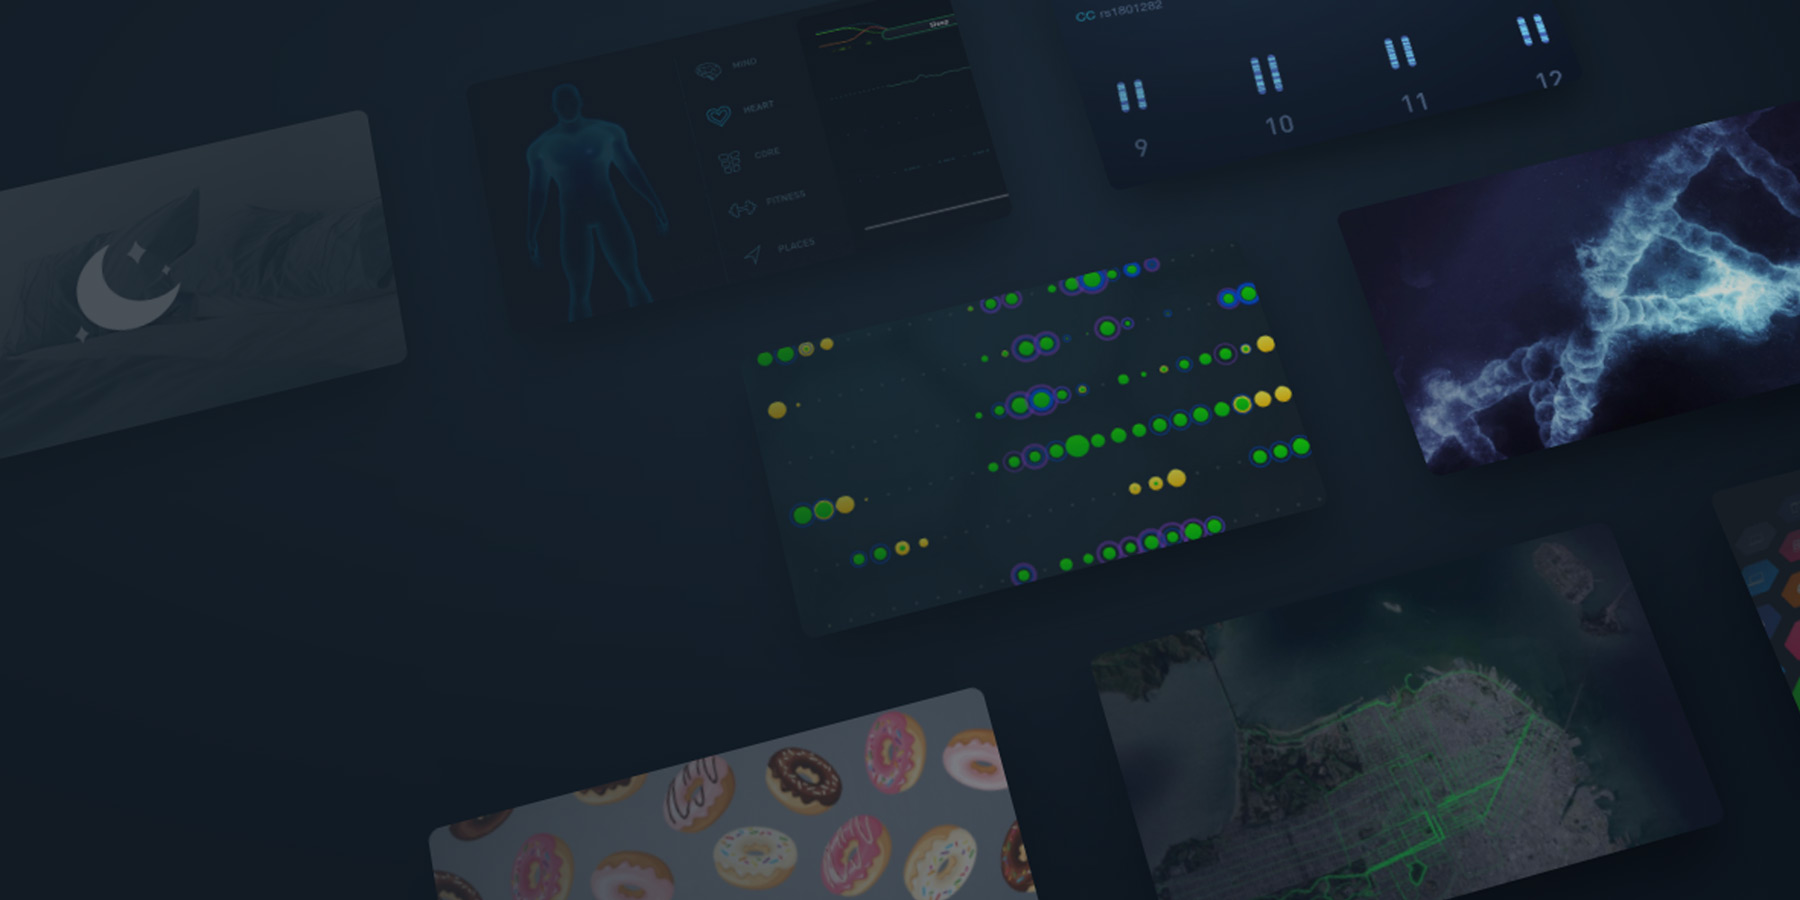 Sleep
MIND
HEART
CORE
FITNESS
PLACES
CC rs1801282
9
10
11
12